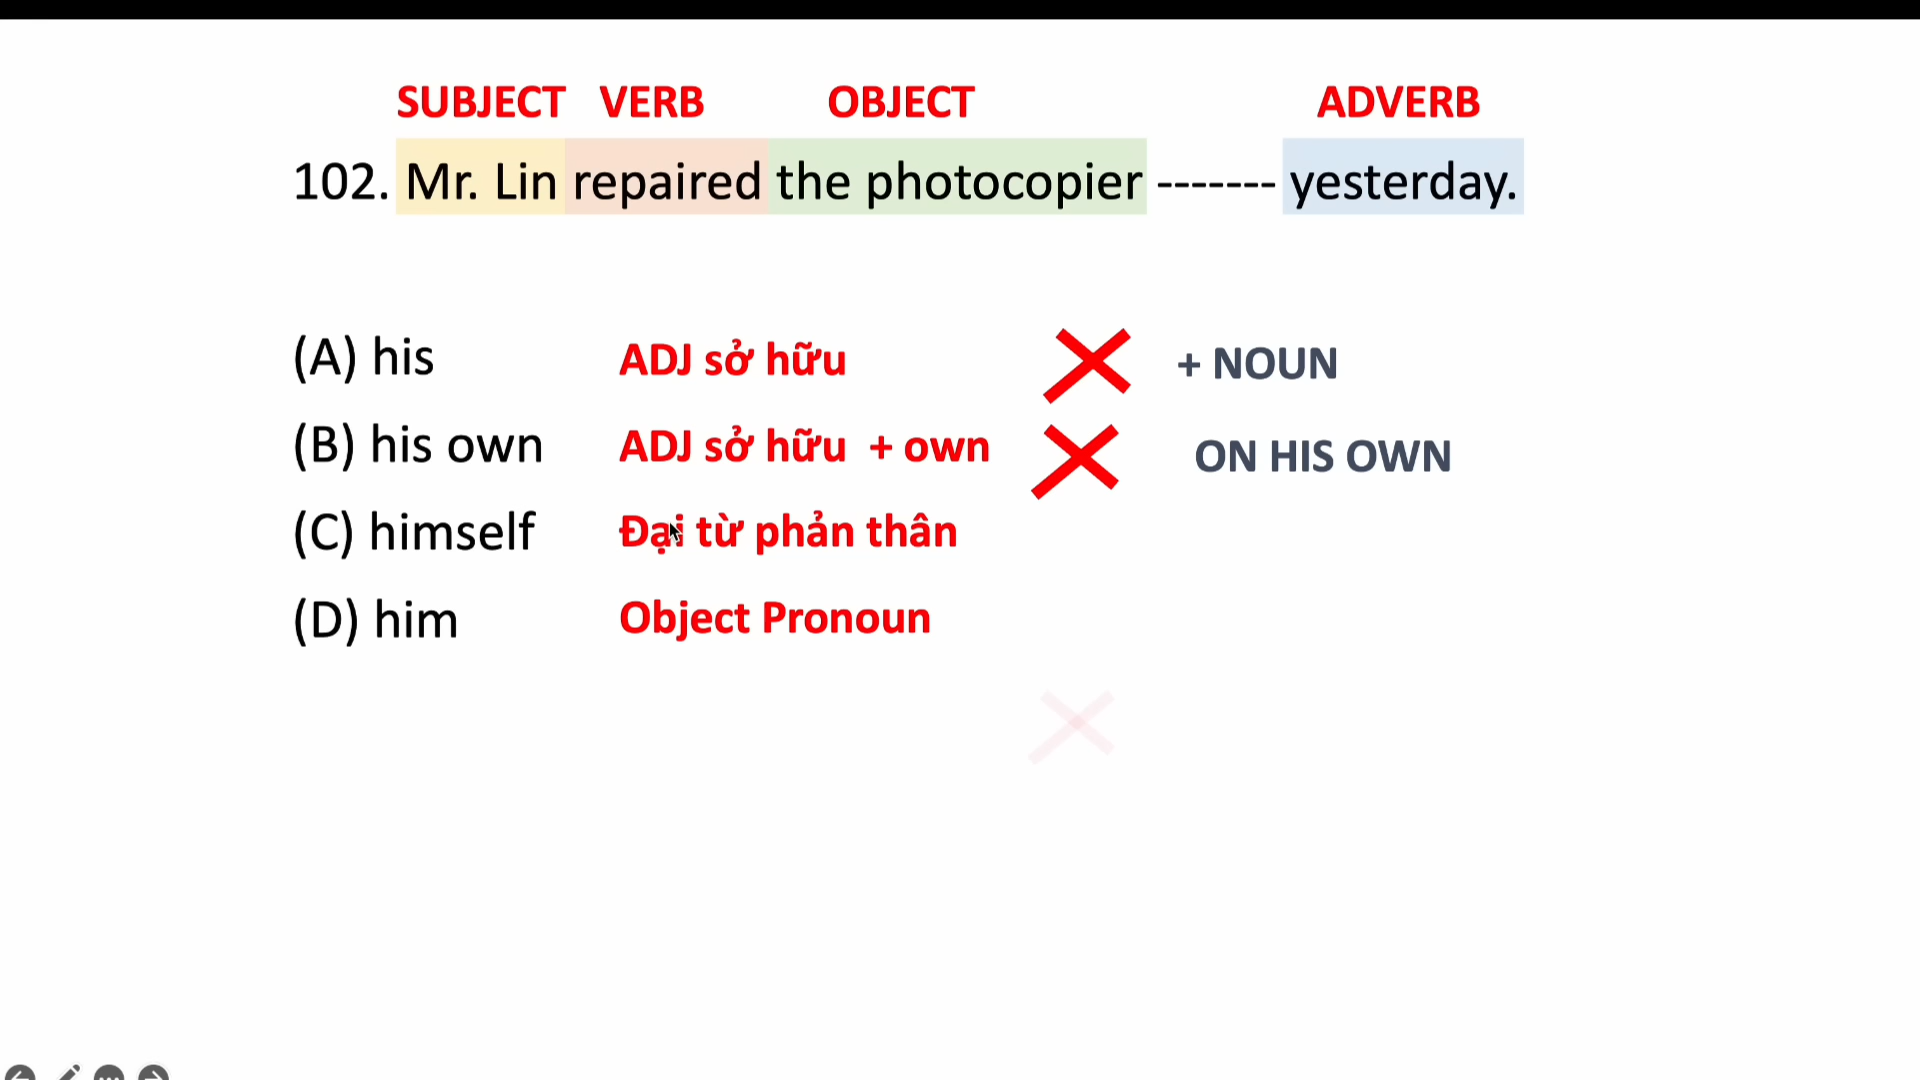 SUBJECT VERB OBJECT ADVERB
102. Mr. Lin repaired the photocopier ------- yesterday.
(A) his ADJ sở hữu + NOUN
(B) his own ADJ sở hữu + own ON HIS OWN
(C) himself Đại từ phản thân
(D) him Object Pronoun